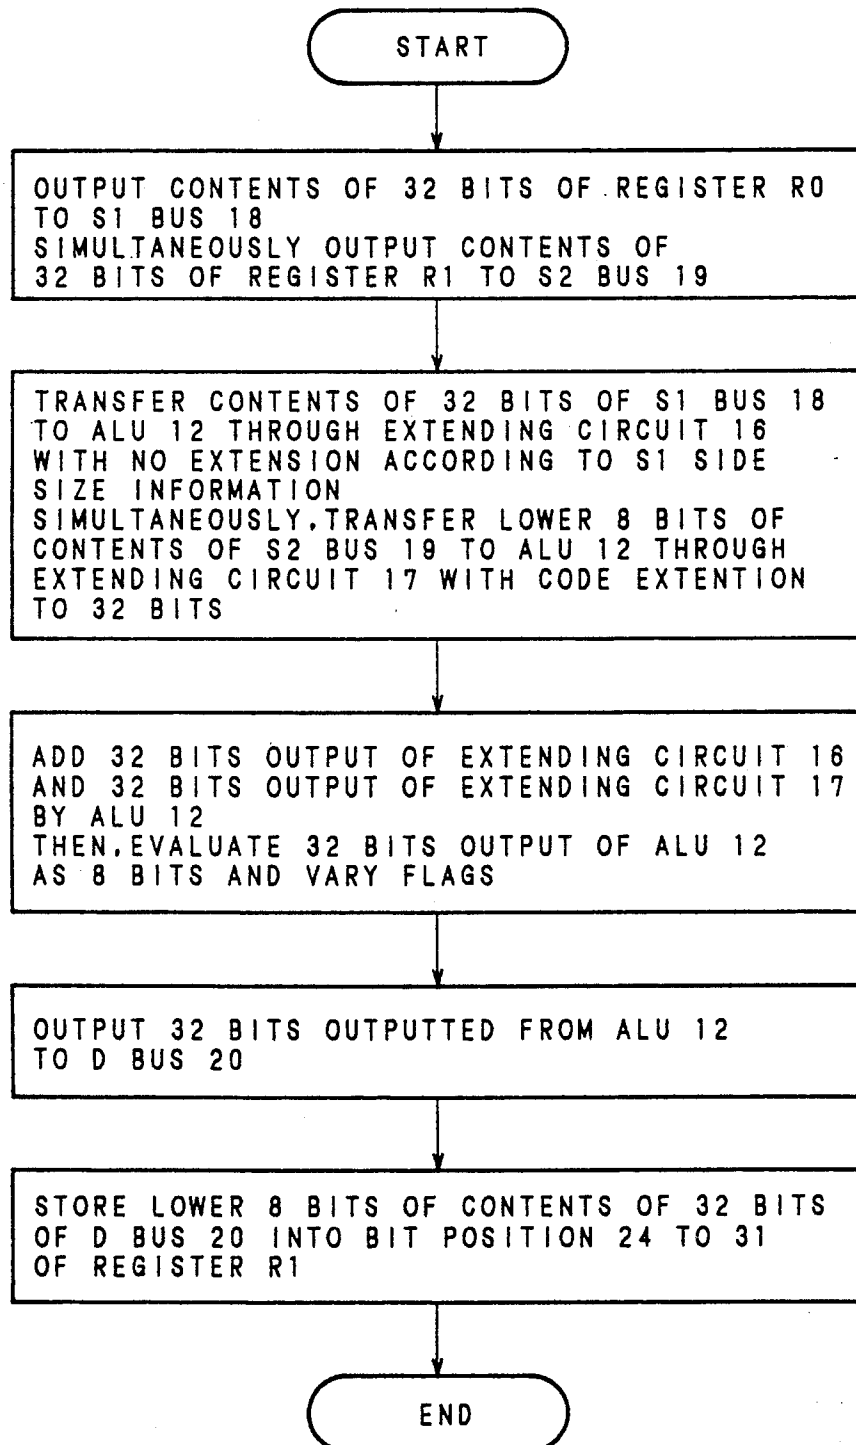 START
OUTPUT CONTENTS OF 32 BITS OF REGISTER R0
TO S1 BUS 18
SIMULTANEOUSLY OUTPUT CONTENTS OF
32 BITS OF REGISTER R1 TO S2 BUS 19
TRANSFER CONTENTS OF 32 BITS OF S1 BUS 18
TO ALU 12 THROUGH EXTENDING CIRCUIT 16
WITH NO EXTENSION ACCORDING TO S1 SIDE
SIZE INFORMATION
SIMULTANEOUSLY,TRANSFER LOWER 8 BITS OF
CONTENTS OF S2 BUS 19 TO ALU 12 THROUGH
EXTENDING CIRCUIT 17 WITH CODE EXTENTION
TO 32 BITS
ADD 32 BITS OUTPUT OF EXTENDING CIRCUIT 16
AND 32 BITS OUTPUT OF EXTENDING CIRCUIT 17
BY ALU 12
THEN,EVALUATE 32 BITS OUTPUT OF ALU 12
AS 8 BITS AND VARY FLAGS
OUTPUT 32 BITS OUTPUTTED FROM ALU 12
TO D BUS 20
STORE LOWER 8 BITS OF CONTENTS OF 32 BITS
OF D BUS 20 INTO BIT POSITION 24 TO 31
OF REGISTER R1
END